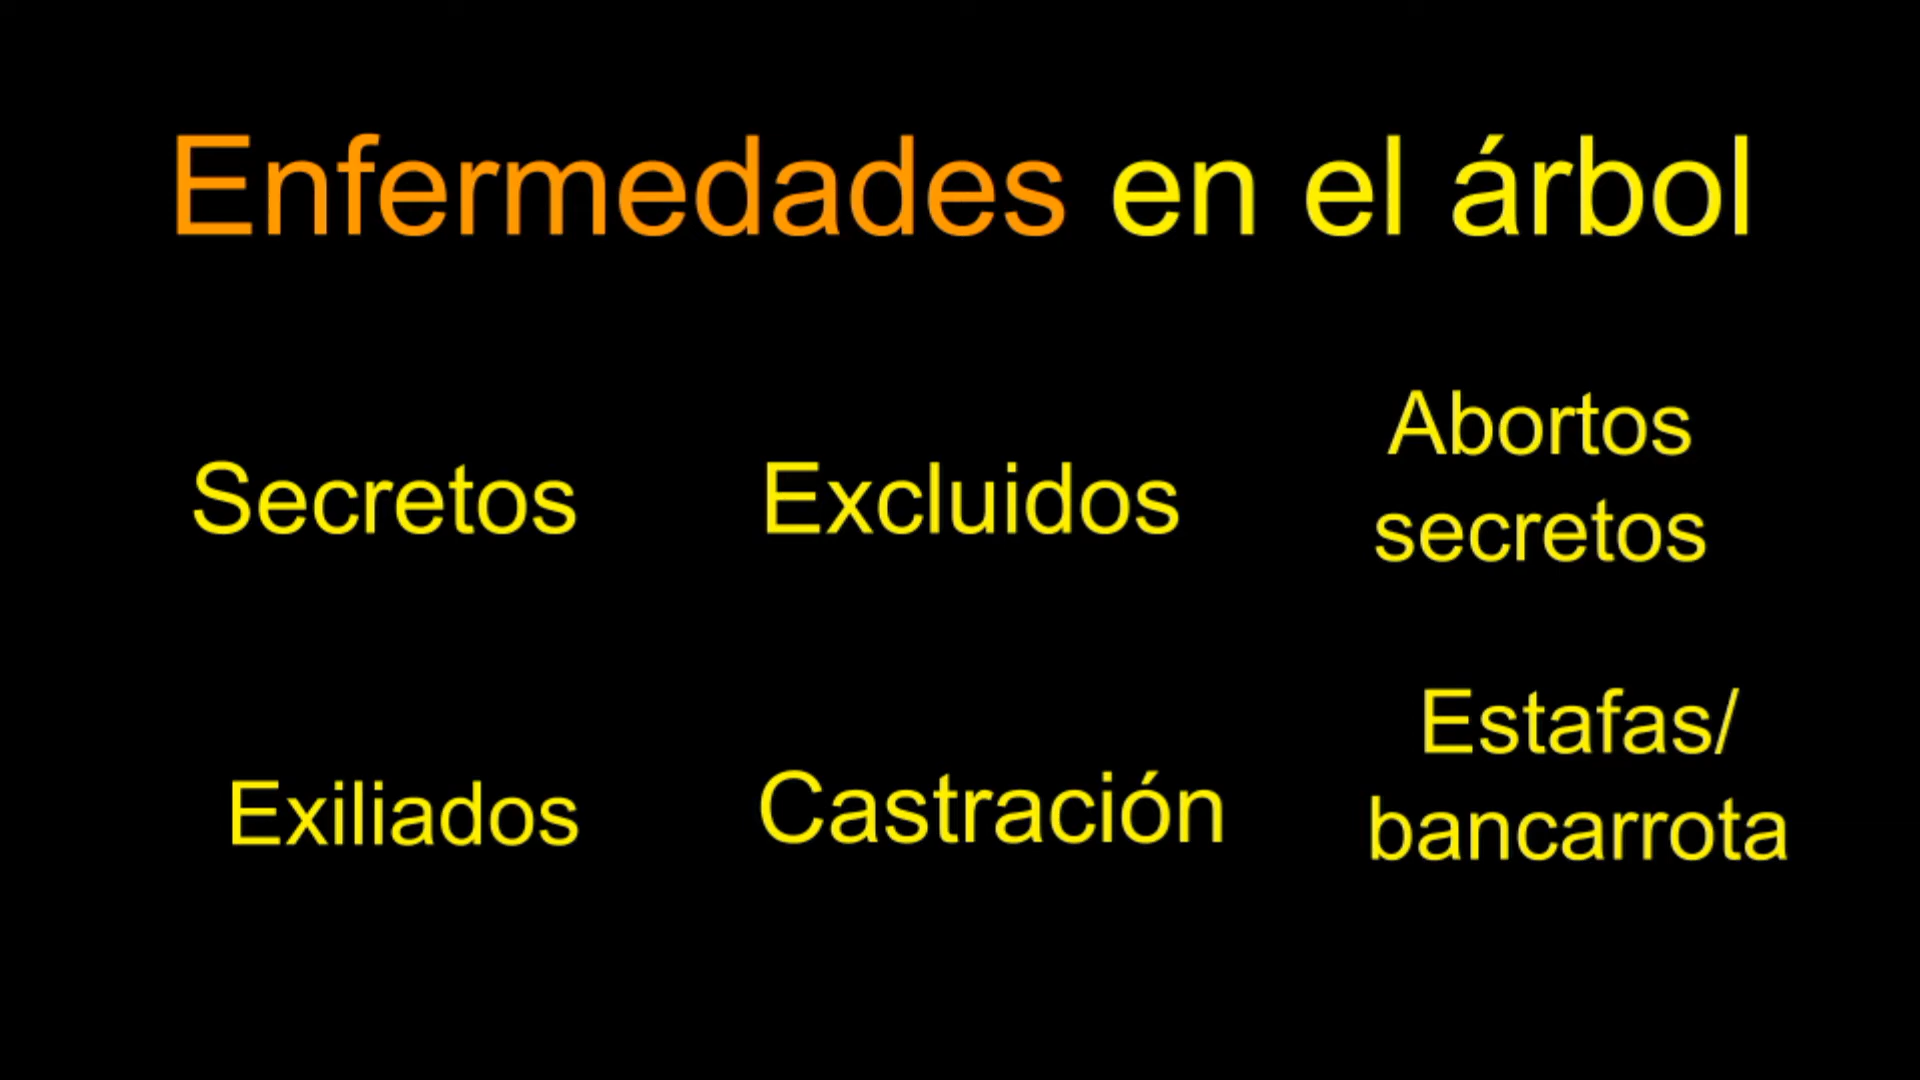 Enfermedades en el árbol
Secretos
Excluidos
Abortos
secretos
Exiliados
Castración
Estafas/
bancarrota